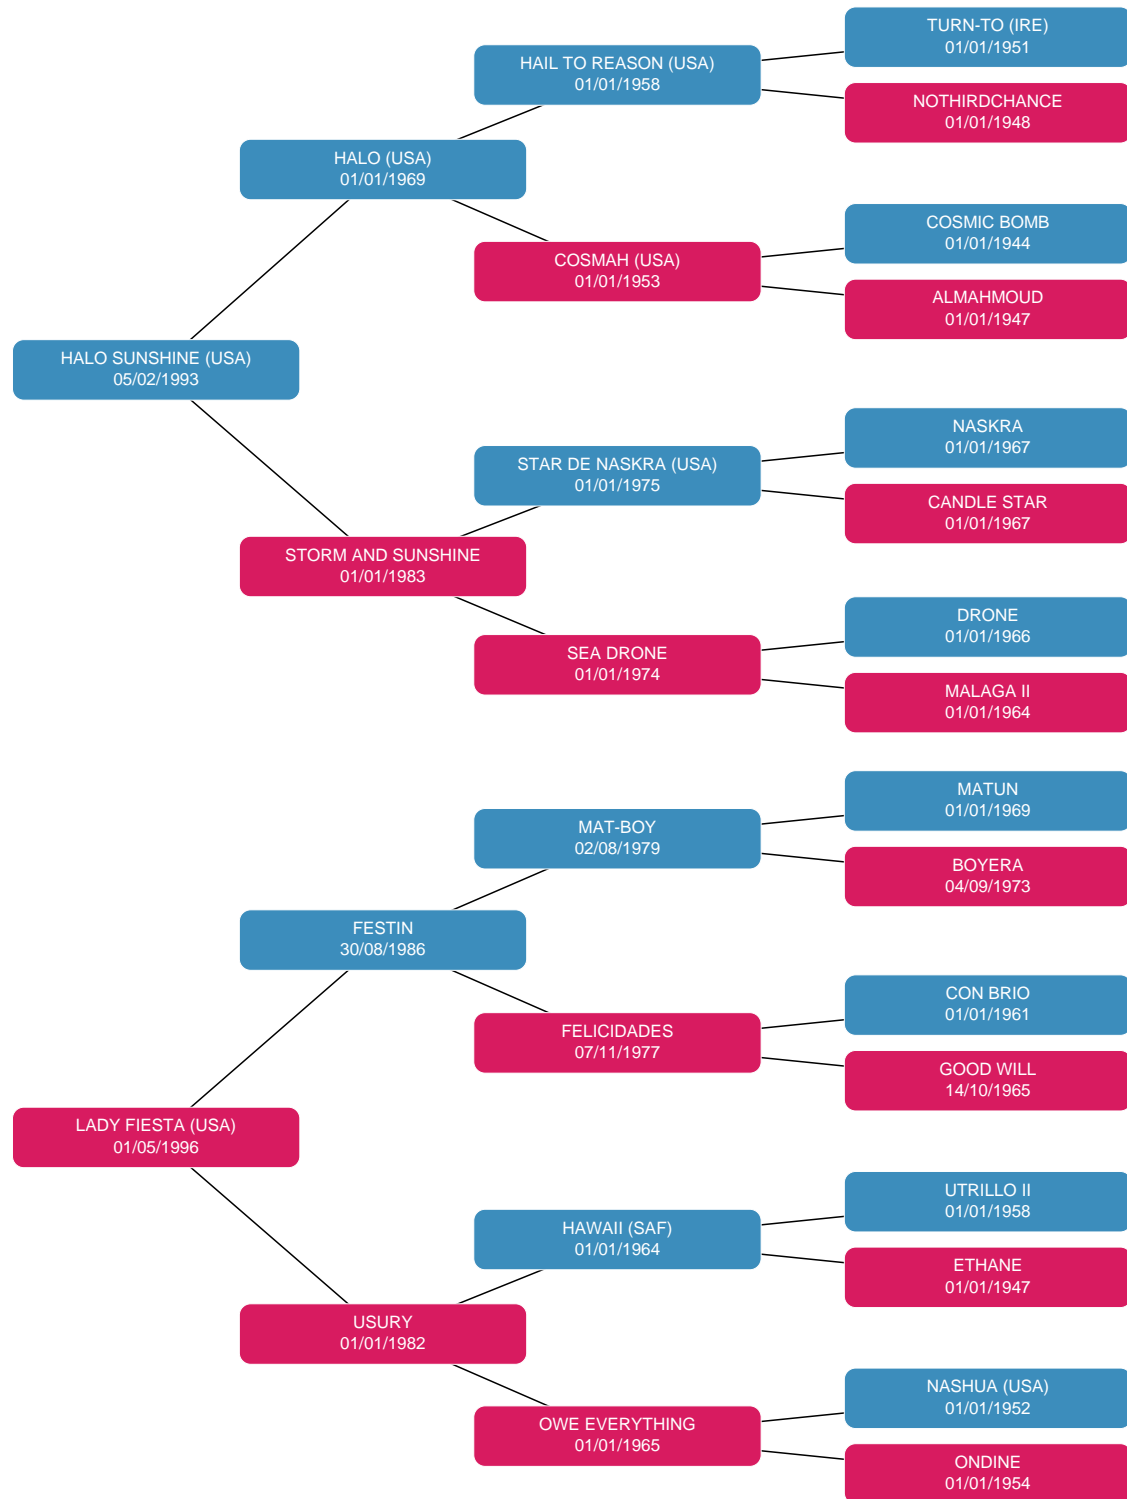 TURN-TO (IRE)
01/01/1951
HAIL TO REASON (USA)
01/01/1958
NOTHIRDCHANCE
01/01/1948
HALO (USA)
01/01/1969
COSMIC BOMB
01/01/1944
COSMAH (USA)
01/01/1953
ALMAHMOUD
01/01/1947
HALO SUNSHINE (USA)
05/02/1993
NASKRA
01/01/1967
STAR DE NASKRA (USA)
01/01/1975
CANDLE STAR
01/01/1967
STORM AND SUNSHINE
01/01/1983
DRONE
01/01/1966
SEA DRONE
01/01/1974
MALAGA II
01/01/1964
MATUN
01/01/1969
MAT-BOY
02/08/1979
BOYERA
04/09/1973
FESTIN
30/08/1986
CON BRIO
01/01/1961
FELICIDADES
07/11/1977
GOOD WILL
14/10/1965
LADY FIESTA (USA)
01/05/1996
UTRILLO II
01/01/1958
HAWAII (SAF)
01/01/1964
ETHANE
01/01/1947
USURY
01/01/1982
NASHUA (USA)
01/01/1952
OWE EVERYTHING
01/01/1965
ONDINE
01/01/1954